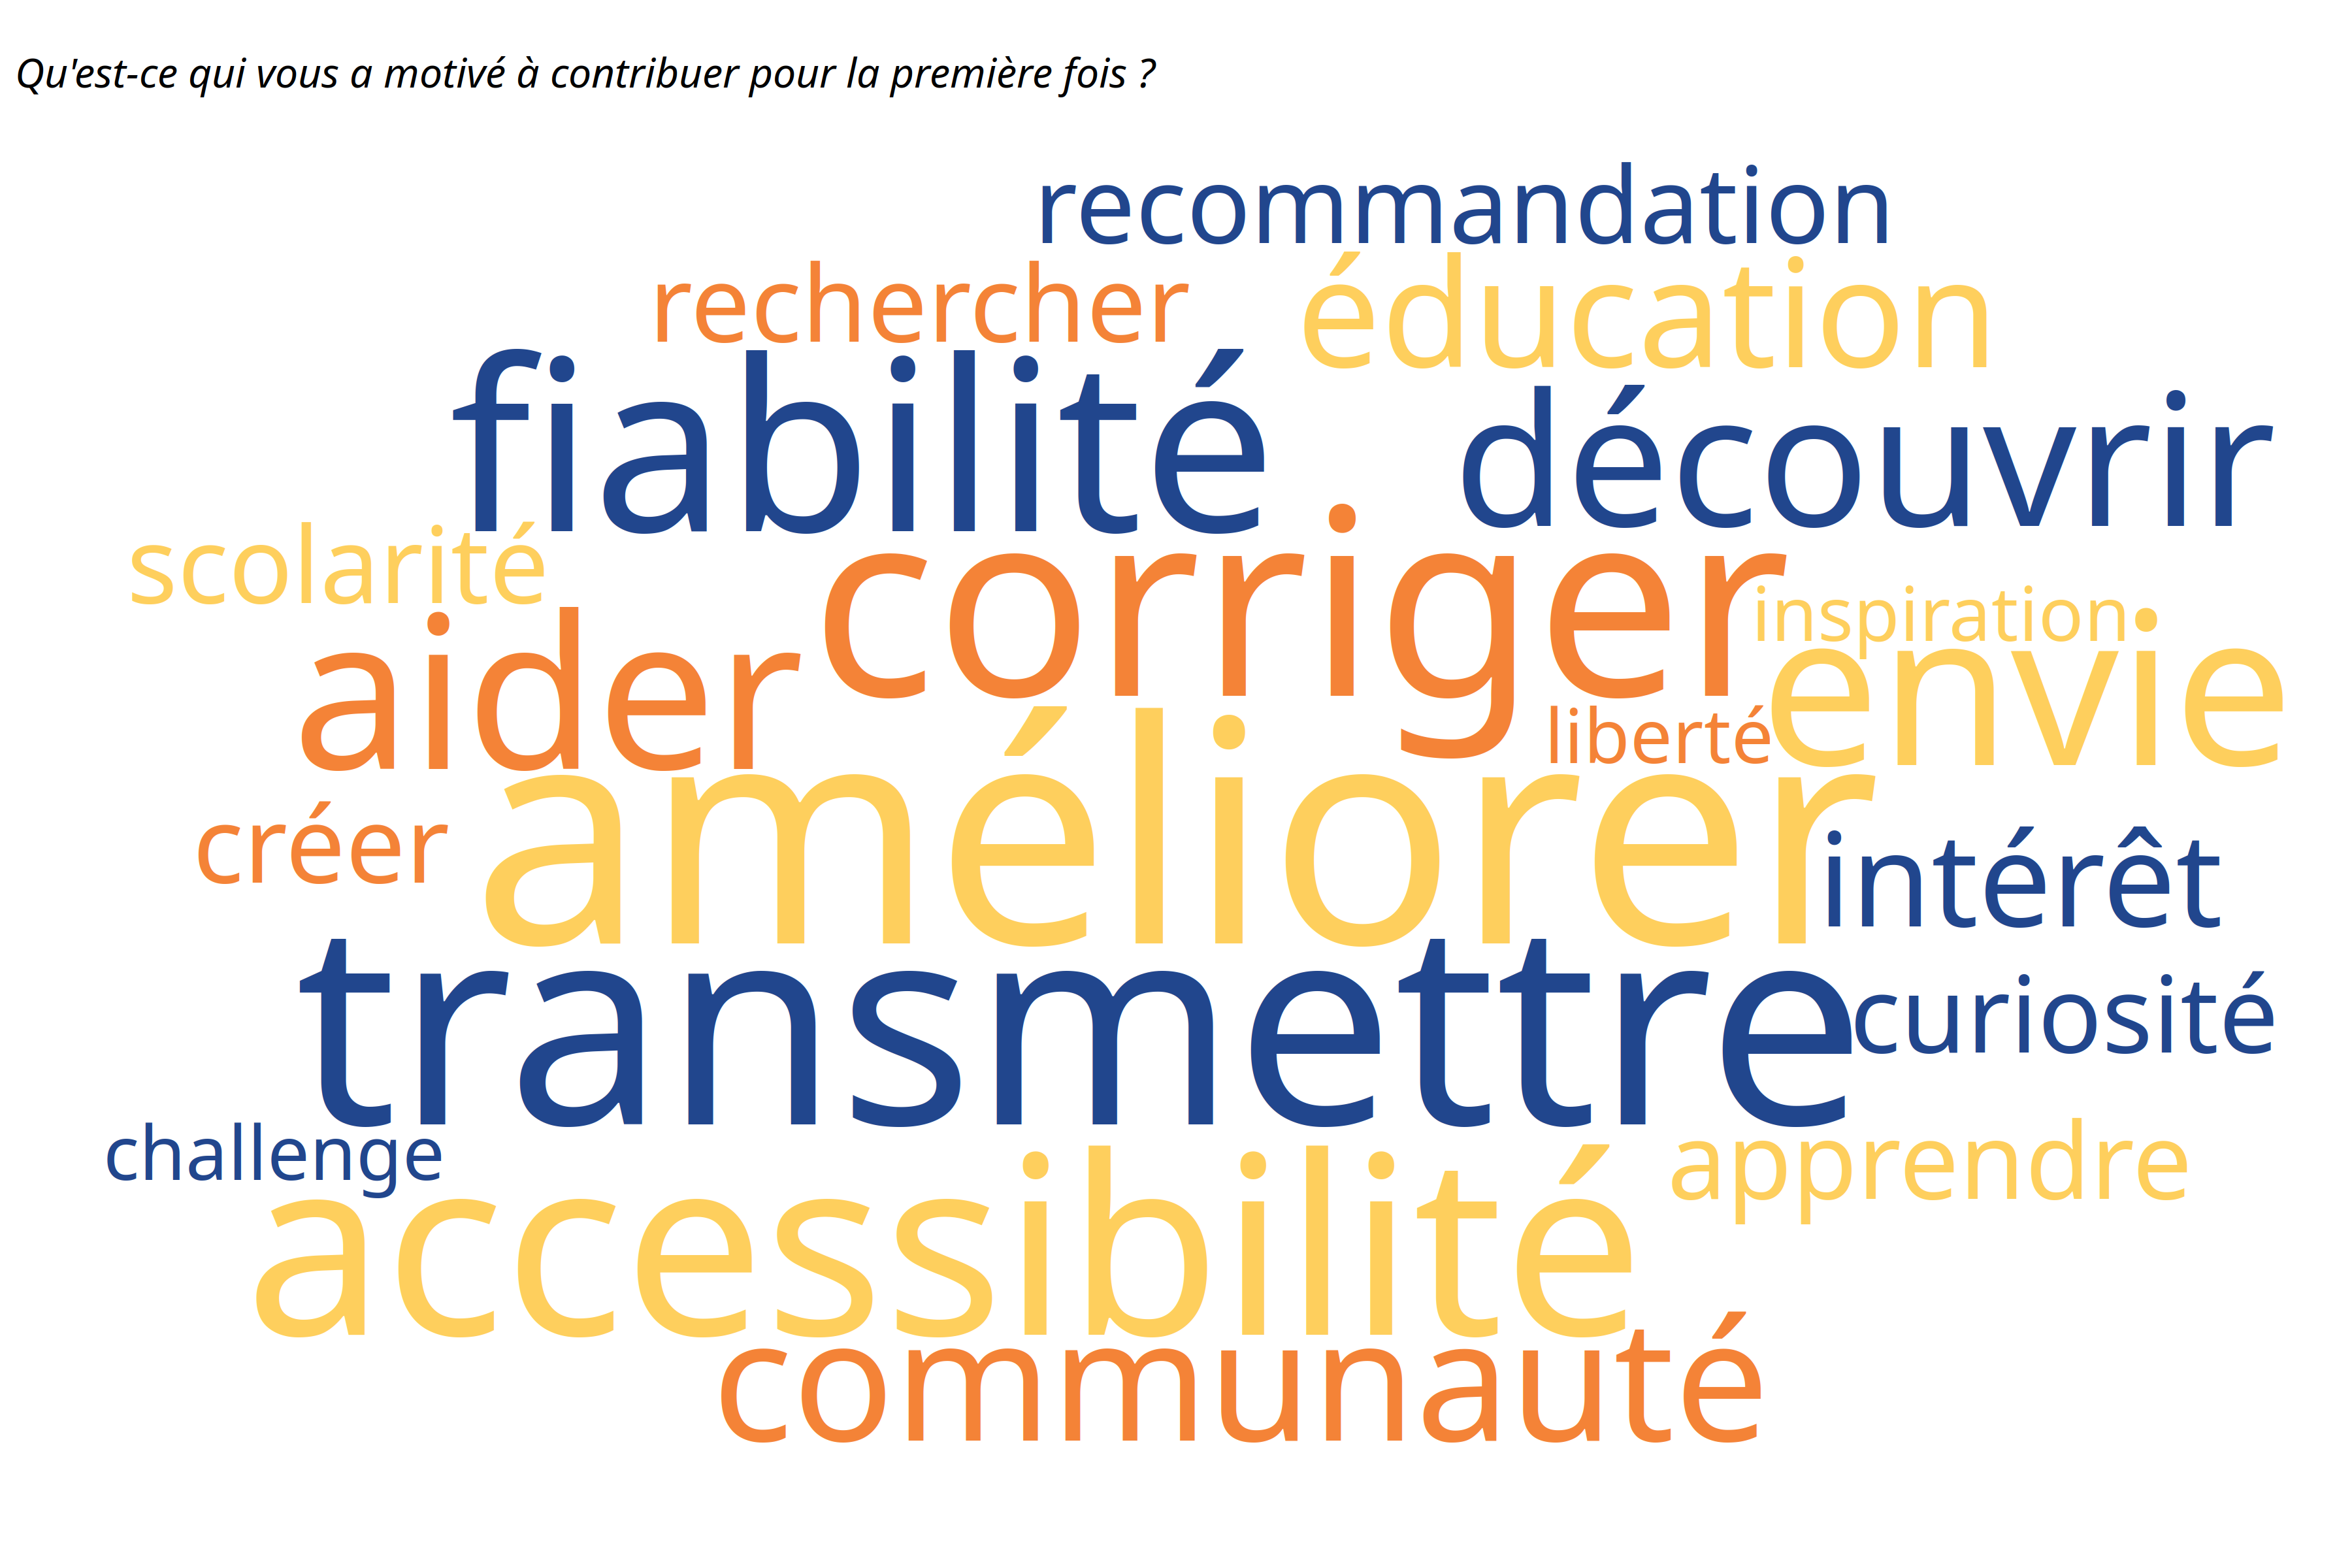 Qu'est-ce qui vous a motivé à contribuer pour la première fois ?
recommandation
rechercher
éducation
fiabilité
découvrir
scolarité
corriger
inspiration
aider
envie
liberté
améliorer
créer
intérêt
transmettre
curiosité
challenge
apprendre
accessibilité
communauté